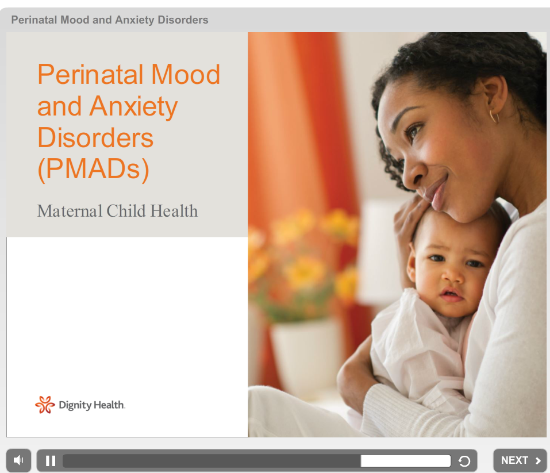 Perinatal Mood and Anxiety Disorders
Perinatal Mood
and Anxiety
Disorders
(PMADs)
Maternal Child Health
Dignity Health
NEXT